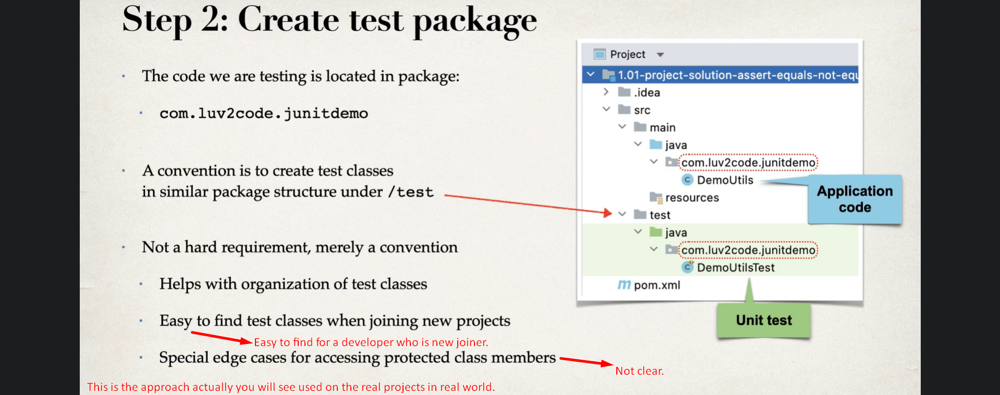 Step 2: Create test package
The code we are testing is located in package:
com.luv2code.junitdemo
A convention is to create test classes
in similar package structure under /test
Not a hard requirement, merely a convention
Helps with organization of test classes
Easy to find test classes when joining new projects
Easy to find for a developer who is new joiner.
Special edge cases for accessing protected class members
Not clear.
This is the approach actually you will see used on the real projects in real world.
Project
1.01-project-solution-assert-equals-not-equ
.idea
src
main
java
com.luv2code.junitdemo
C DemoUtils
resources
test
java
com.luv2code.junitdemo
C DemoUtilsTest
m pom.xml
Application
code
Unit test